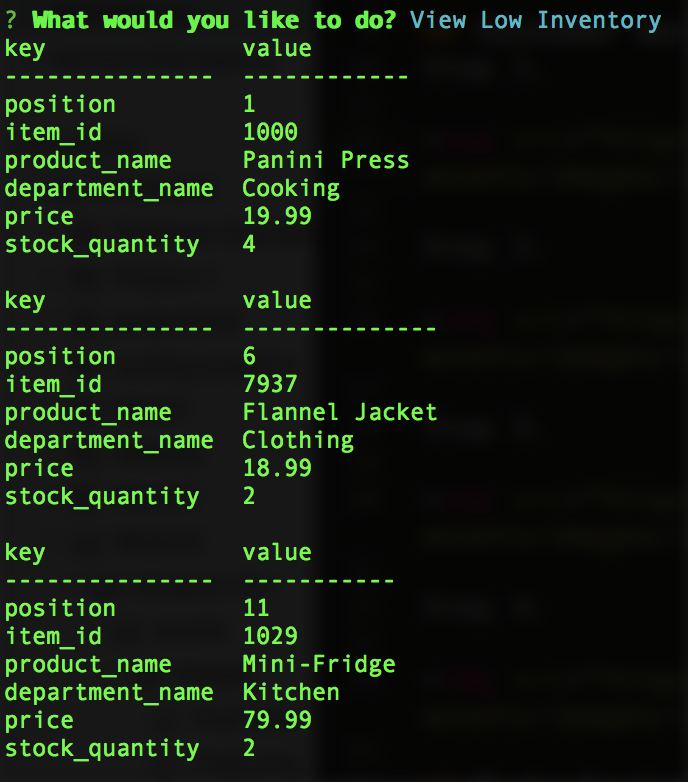 ? What would you like to do? View Low Inventory
key value
--------------- ------------
position 1
item_id 1000
product_name Panini Press
department_name Cooking
price 19.99
stock_quantity 4
key value
--------------- --------------
position 6
item_id 7937
product_name Flannel Jacket
department_name Clothing
price 18.99
stock_quantity 2
key value
--------------- -----------
position 11
item_id 1029
product_name Mini-Fridge
department_name Kitchen
price 79.99
stock_quantity 2